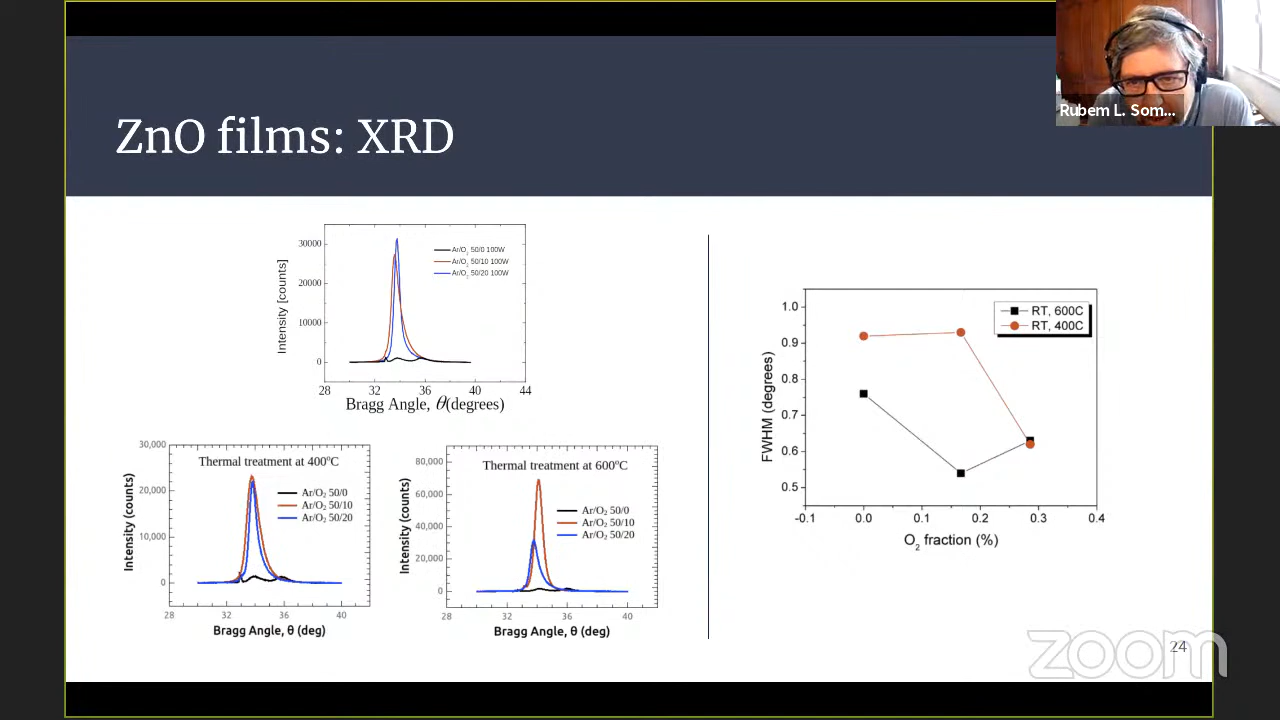 Rubem L. Som...
ZnO films: XRD
30000
20000
10000
0
Intensity [counts]
Ar/O2 50/0 100W
Ar/O2 50/10 100W
Ar/O2 50/20 100W
28 32 36 40 44
Bragg Angle, θ(degrees)
30,000
20,000
10,000
0
Intensity (counts)
Thermal treatment at 400°C
Ar/O2 50/0
Ar/O2 50/10
Ar/O2 50/20
28 32 36 40
Bragg Angle, θ (deg)
80,000
60,000
40,000
20,000
0
Intensity (counts)
Thermal treatment at 600°C
Ar/O2 50/0
Ar/O2 50/10
Ar/O2 50/20
28 32 36 40
Bragg Angle, θ (deg)
1.0
0.9
0.8
0.7
0.6
0.5
FWHM (degrees)
RT, 600C
RT, 400C
-0.1 0.0 0.1 0.2 0.3 0.4
O2 fraction (%)
24
zoom